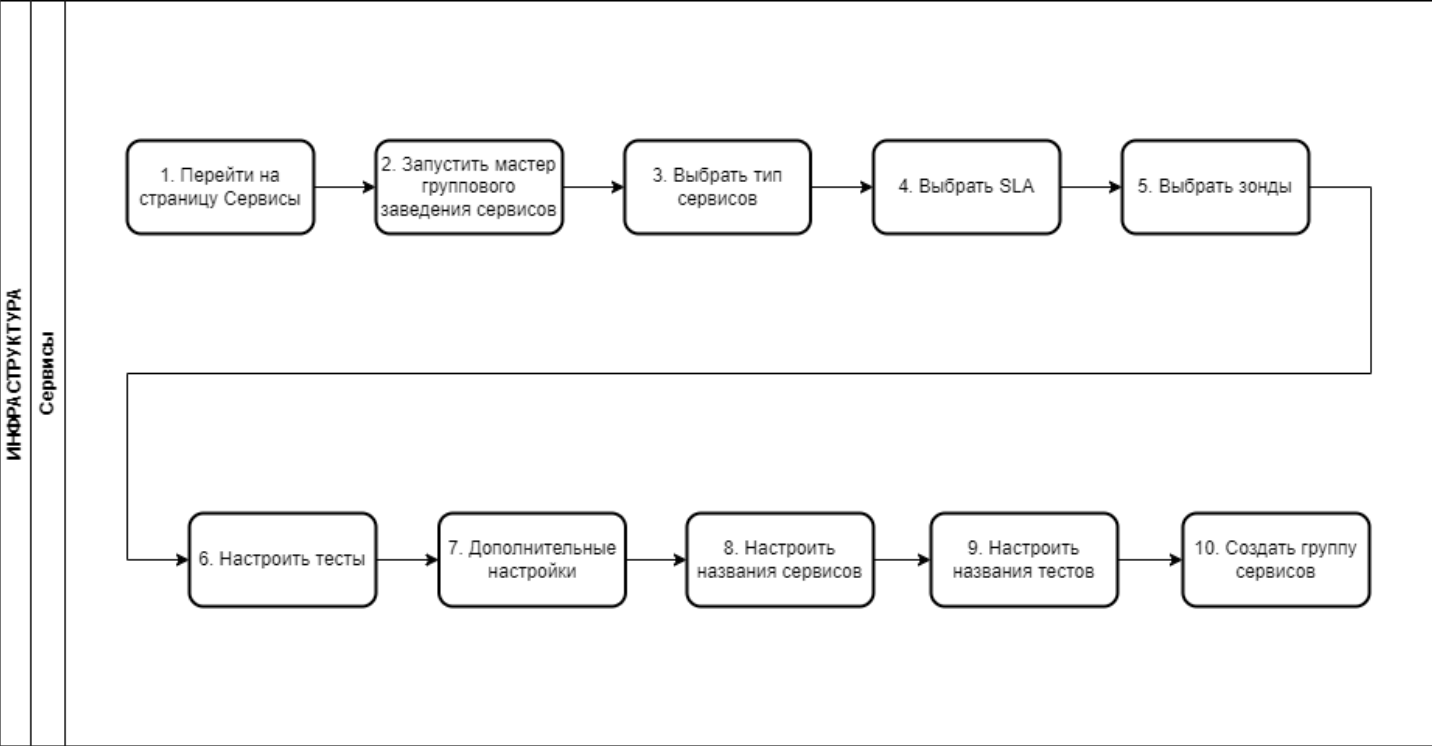 ИНФРАСТРУКТУРА
Сервисы
1. Перейти на
страницу Сервисы
2. Запустить мастер
группового
заведения сервисов
3. Выбрать тип
сервисов
4. Выбрать SLA
5. Выбрать зонды
6. Настроить тесты
7. Дополнительные
настройки
8. Настроить
названия сервисов
9. Настроить
названия тестов
10. Создать группу
сервисов